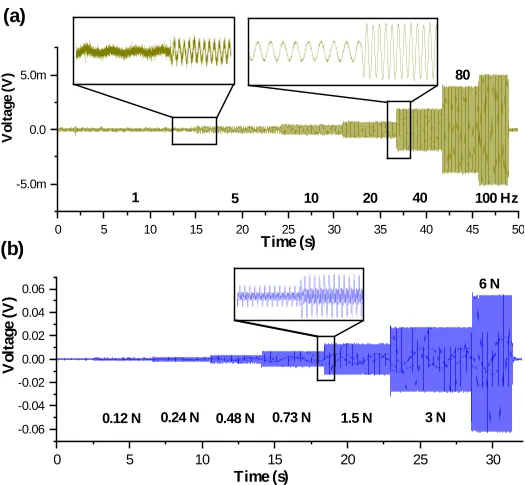 (a)
Voltage (V)
5.0m
0.0
-5.0m
80
1 5 10 20 40 100 Hz
0 5 10 15 20 25 30 35 40 45 50
Time (s)
(b)
Voltage (V)
0.06
0.04
0.02
0.00
-0.02
-0.04
-0.06
6 N
0.12 N 0.24 N 0.48 N 0.73 N 1.5 N 3 N
0 5 10 15 20 25 30
Time (s)